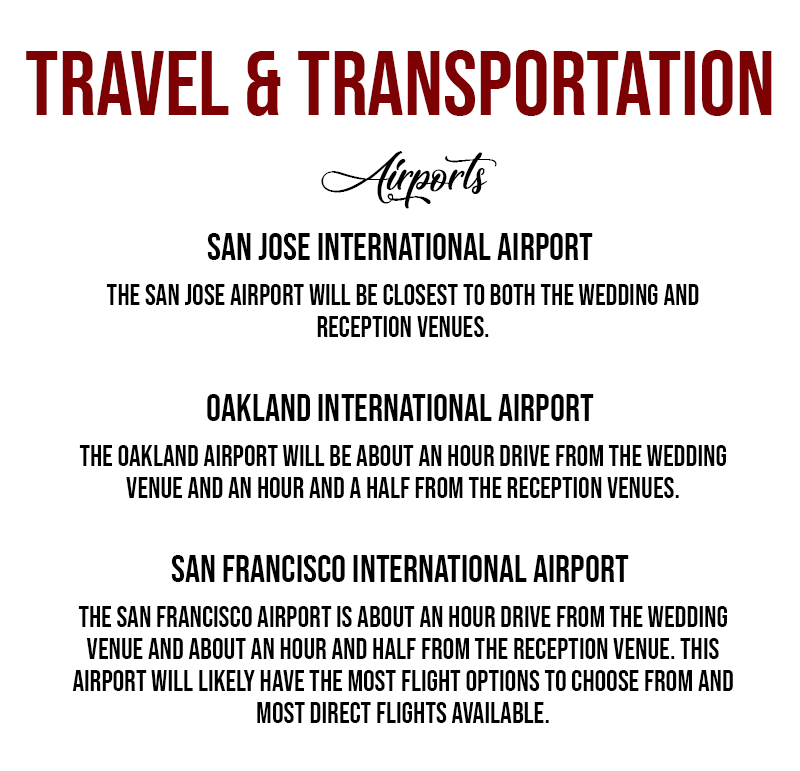 TRAVEL & TRANSPORTATION
Airports
SAN JOSE INTERNATIONAL AIRPORT
THE SAN JOSE AIRPORT WILL BE CLOSEST TO BOTH THE WEDDING AND
RECEPTION VENUES.
OAKLAND INTERNATIONAL AIRPORT
THE OAKLAND AIRPORT WILL BE ABOUT AN HOUR DRIVE FROM THE WEDDING
VENUE AND AN HOUR AND A HALF FROM THE RECEPTION VENUES.
SAN FRANCISCO INTERNATIONAL AIRPORT
THE SAN FRANCISCO AIRPORT IS ABOUT AN HOUR DRIVE FROM THE WEDDING
VENUE AND ABOUT AN HOUR AND HALF FROM THE RECEPTION VENUE. THIS
AIRPORT WILL LIKELY HAVE THE MOST FLIGHT OPTIONS TO CHOOSE FROM AND
MOST DIRECT FLIGHTS AVAILABLE.